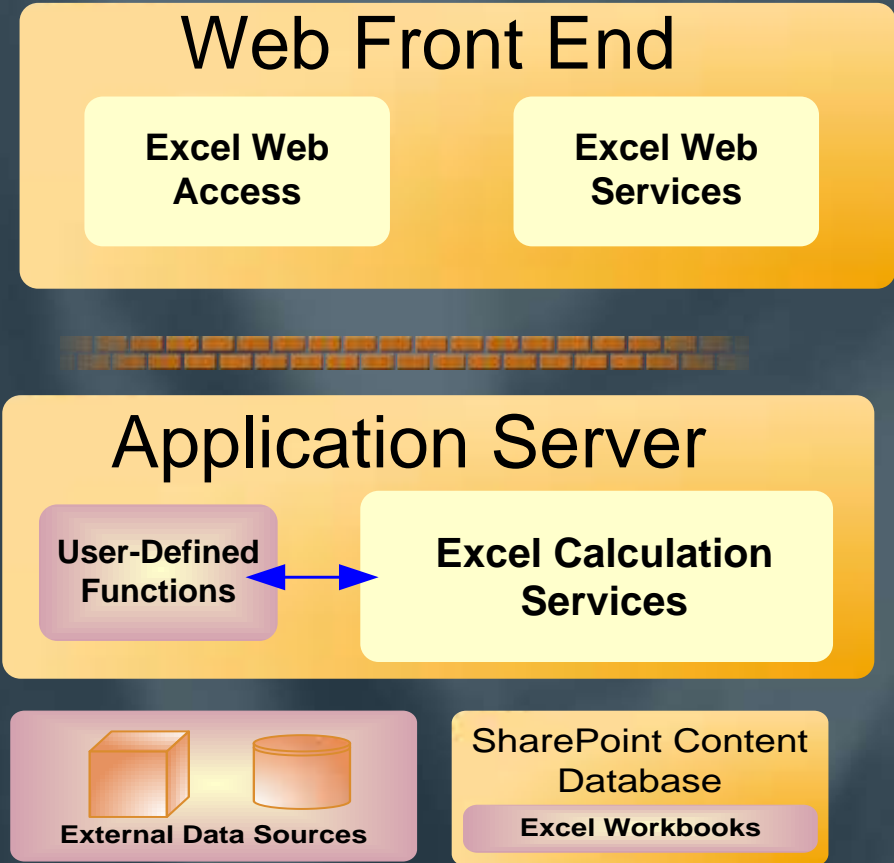 Web Front End
Excel Web
Access
Excel Web
Services
Application Server
User-Defined
Functions
Excel Calculation
Services
External Data Sources
SharePoint Content
Database
Excel Workbooks